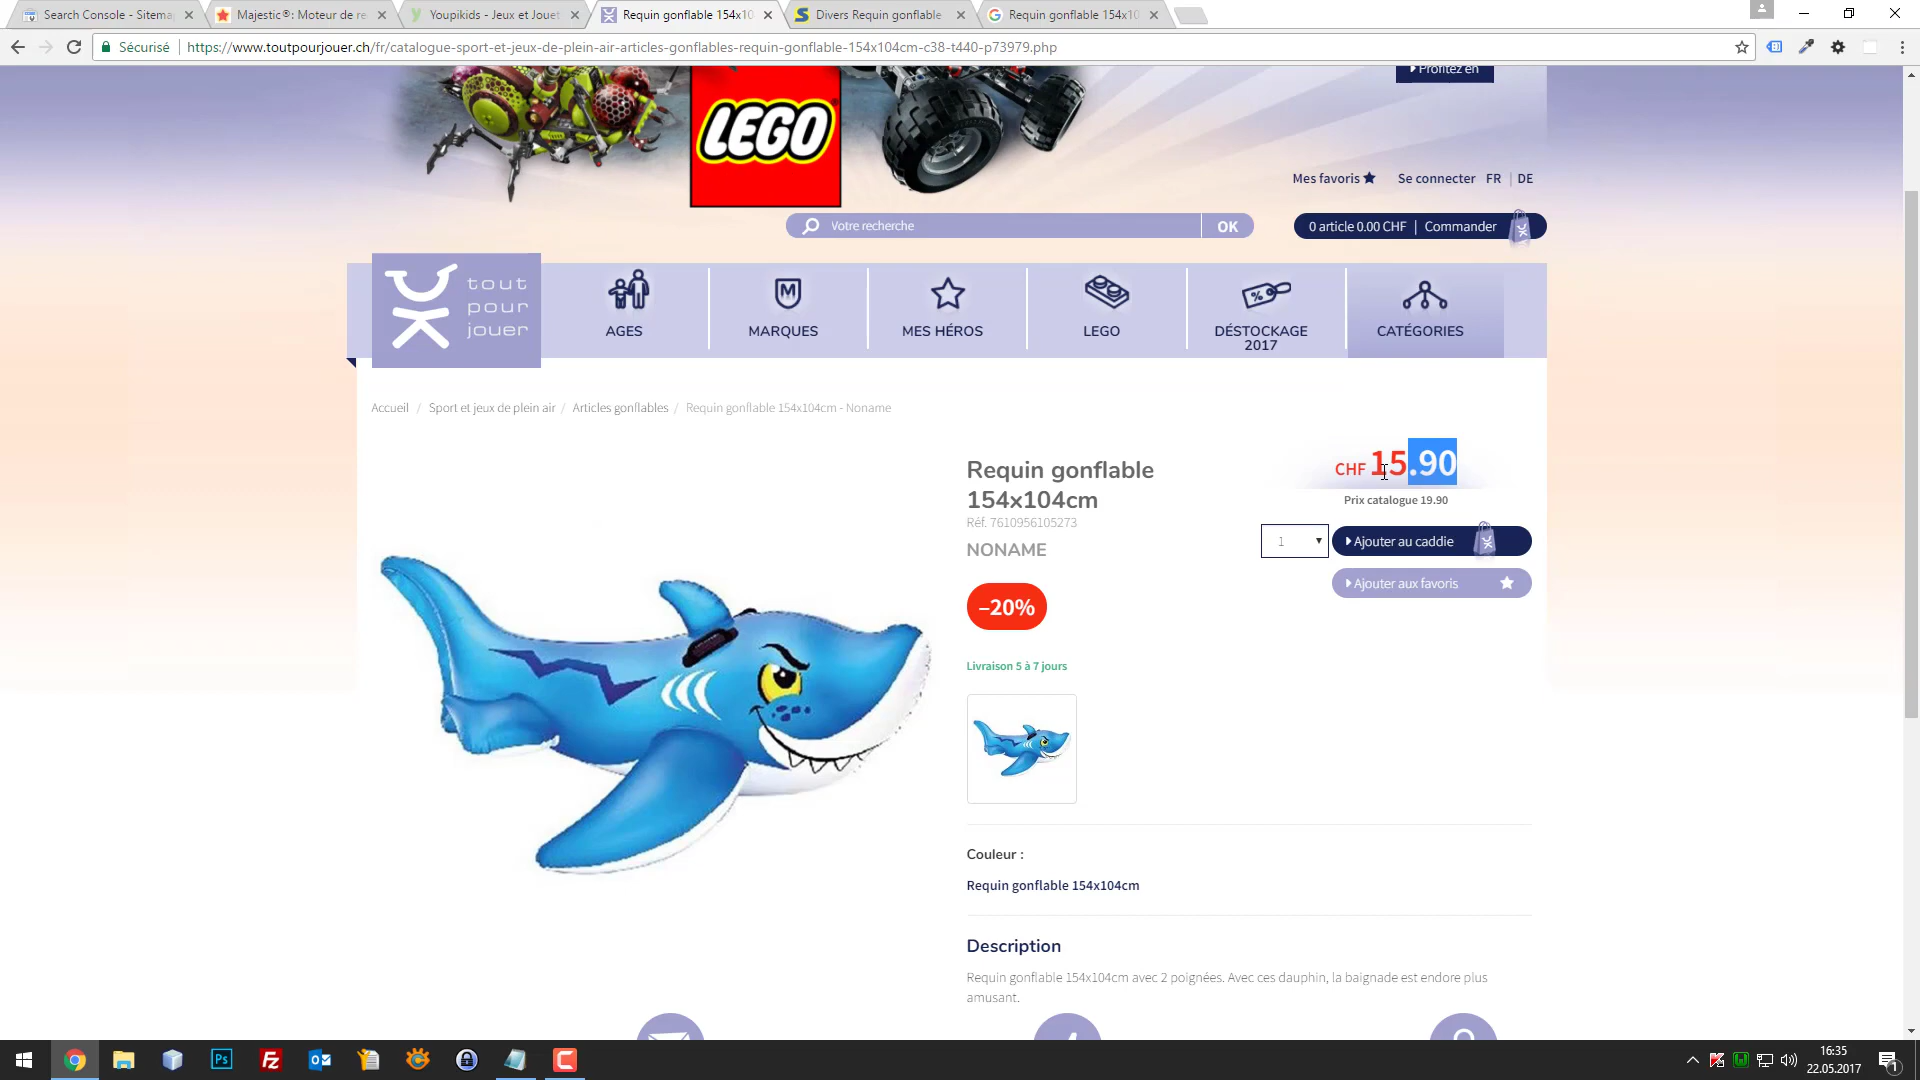 Search Console - Sitema
Majestic®: Moteur de re
Youpikids - Jeux et Jouet
Requin gonflable 154x10
Divers Requin gonflable
Requin gonflable 154x10
Sécurisé
https://www.toutpourjouer.ch/fr/catalogue-sport-et-jeux-de-plein-air-articles-gonflables-requin-gonflable-154x104cm-c38-t440-p73979.php
Profitez en
LEGO
Mes favoris
Se connecter
FR | DE
Votre recherche
OK
0 article 0.00 CHF | Commander
tout
pour
jouer
AGES
MARQUES
MES HÉROS
LEGO
DÉSTOCKAGE
2017
CATÉGORIES
Accueil / Sport et jeux de plein air / Articles gonflables / Requin gonflable 154x104cm - Noname
Requin gonflable
154x104cm
Réf. 7610956105273
NONAME
CHF 15.90
Prix catalogue 19.90
1
Ajouter au caddie
Ajouter aux favoris
–20%
Livraison 5 à 7 jours
Couleur :
Requin gonflable 154x104cm
Description
Requin gonflable 154x104cm avec 2 poignées. Avec ces dauphin, la baignade est endore plus
amusant.
16:35
22.05.2017